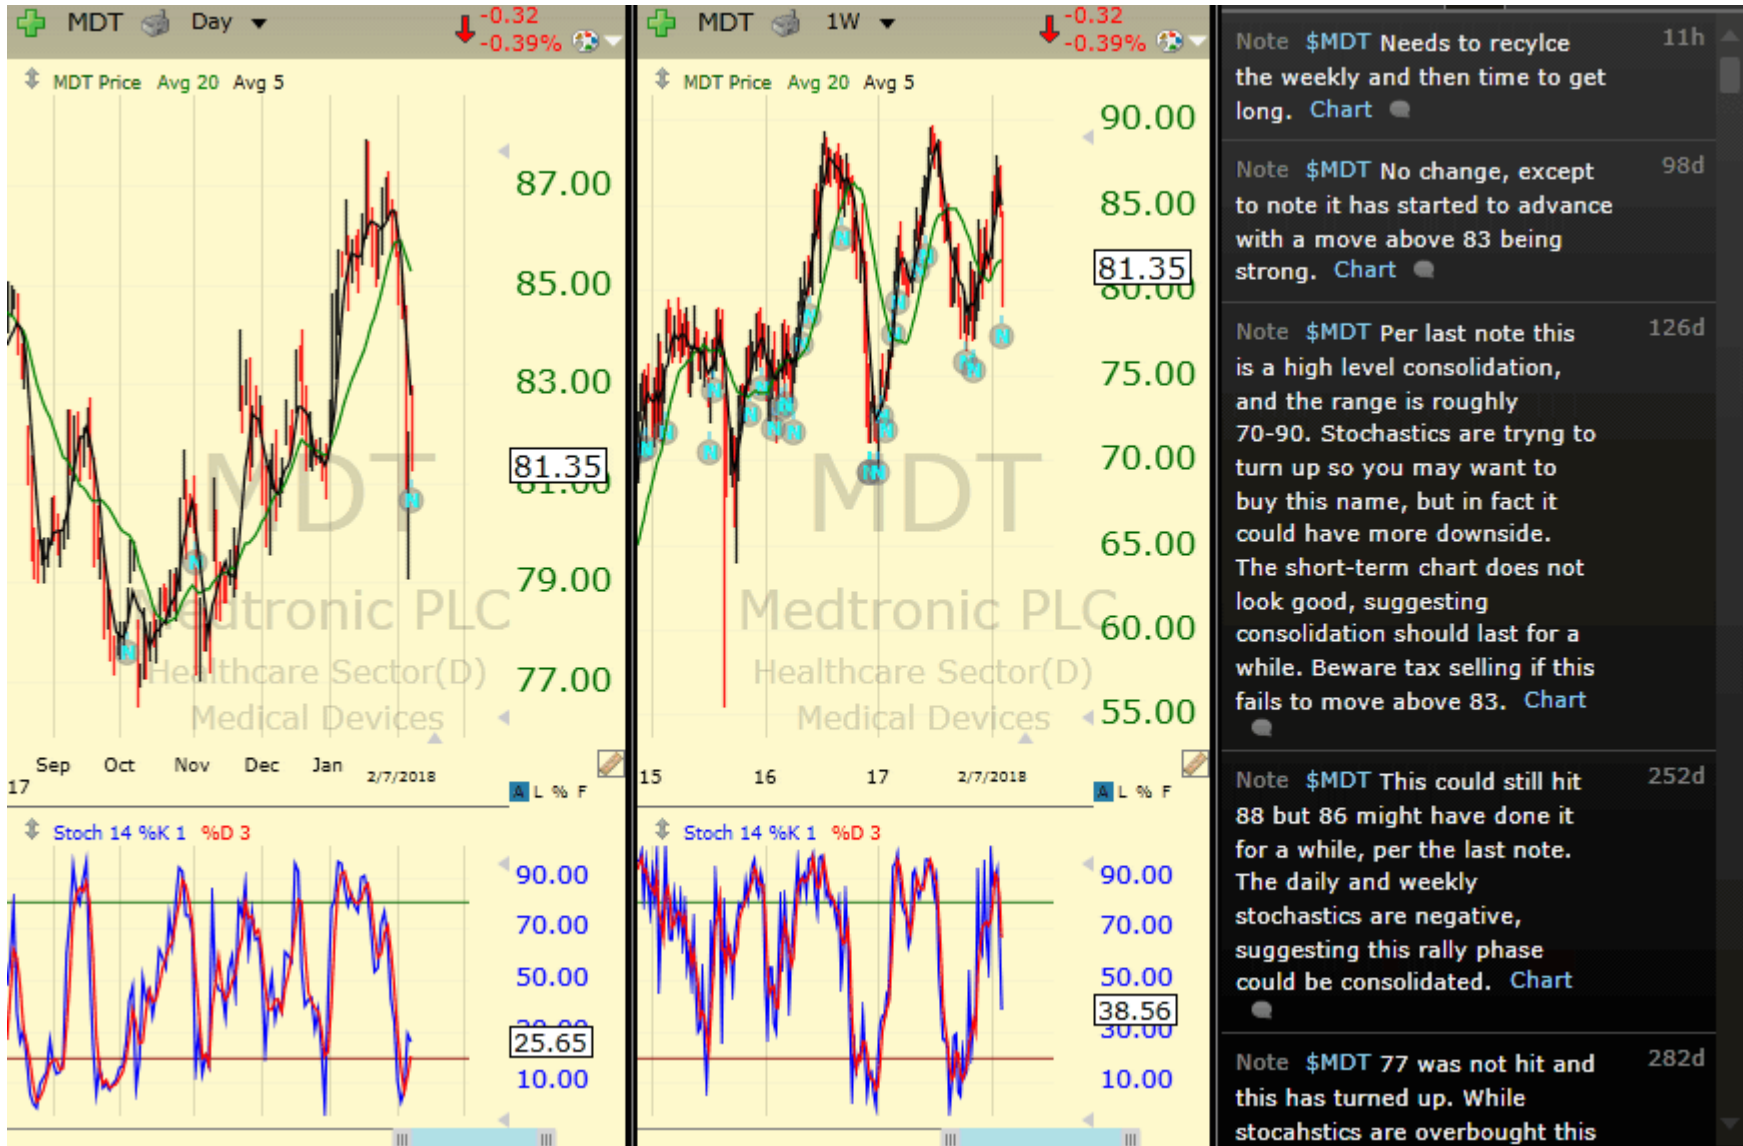 MDT Day -0.32
-0.39%
MDT Price Avg 20 Avg 5
87.00
85.00
83.00
81.35
81.00
79.00
77.00
MDT
Medtronic PLC
Healthcare Sector(D)
Medical Devices
Sep Oct Nov Dec Jan 2/7/2018
17
A L % F
Stoch 14 %K 1 %D 3
90.00
70.00
50.00
30.00
25.65
10.00
MDT 1W -0.32
-0.39%
MDT Price Avg 20 Avg 5
90.00
85.00
81.35
80.00
75.00
70.00
65.00
60.00
55.00
MDT
Medtronic PLC
Healthcare Sector(D)
Medical Devices
15 16 17 2/7/2018
A L % F
Stoch 14 %K 1 %D 3
90.00
70.00
50.00
38.56
30.00
10.00
Note $MDT Needs to recylce 11h
the weekly and then time to get
long. Chart
Note $MDT No change, except 98d
to note it has started to advance
with a move above 83 being
strong. Chart
Note $MDT Per last note this 126d
is a high level consolidation,
and the range is roughly
70-90. Stochastics are tryng to
turn up so you may want to
buy this name, but in fact it
could have more downside.
The short-term chart does not
look good, suggesting
consolidation should last for a
while. Beware tax selling if this
fails to move above 83. Chart
Note $MDT This could still hit 252d
88 but 86 might have done it
for a while, per the last note.
The daily and weekly
stochastics are negative,
suggesting this rally phase
could be consolidated. Chart
Note $MDT 77 was not hit and 282d
this has turned up. While
stocahstics are overbought this